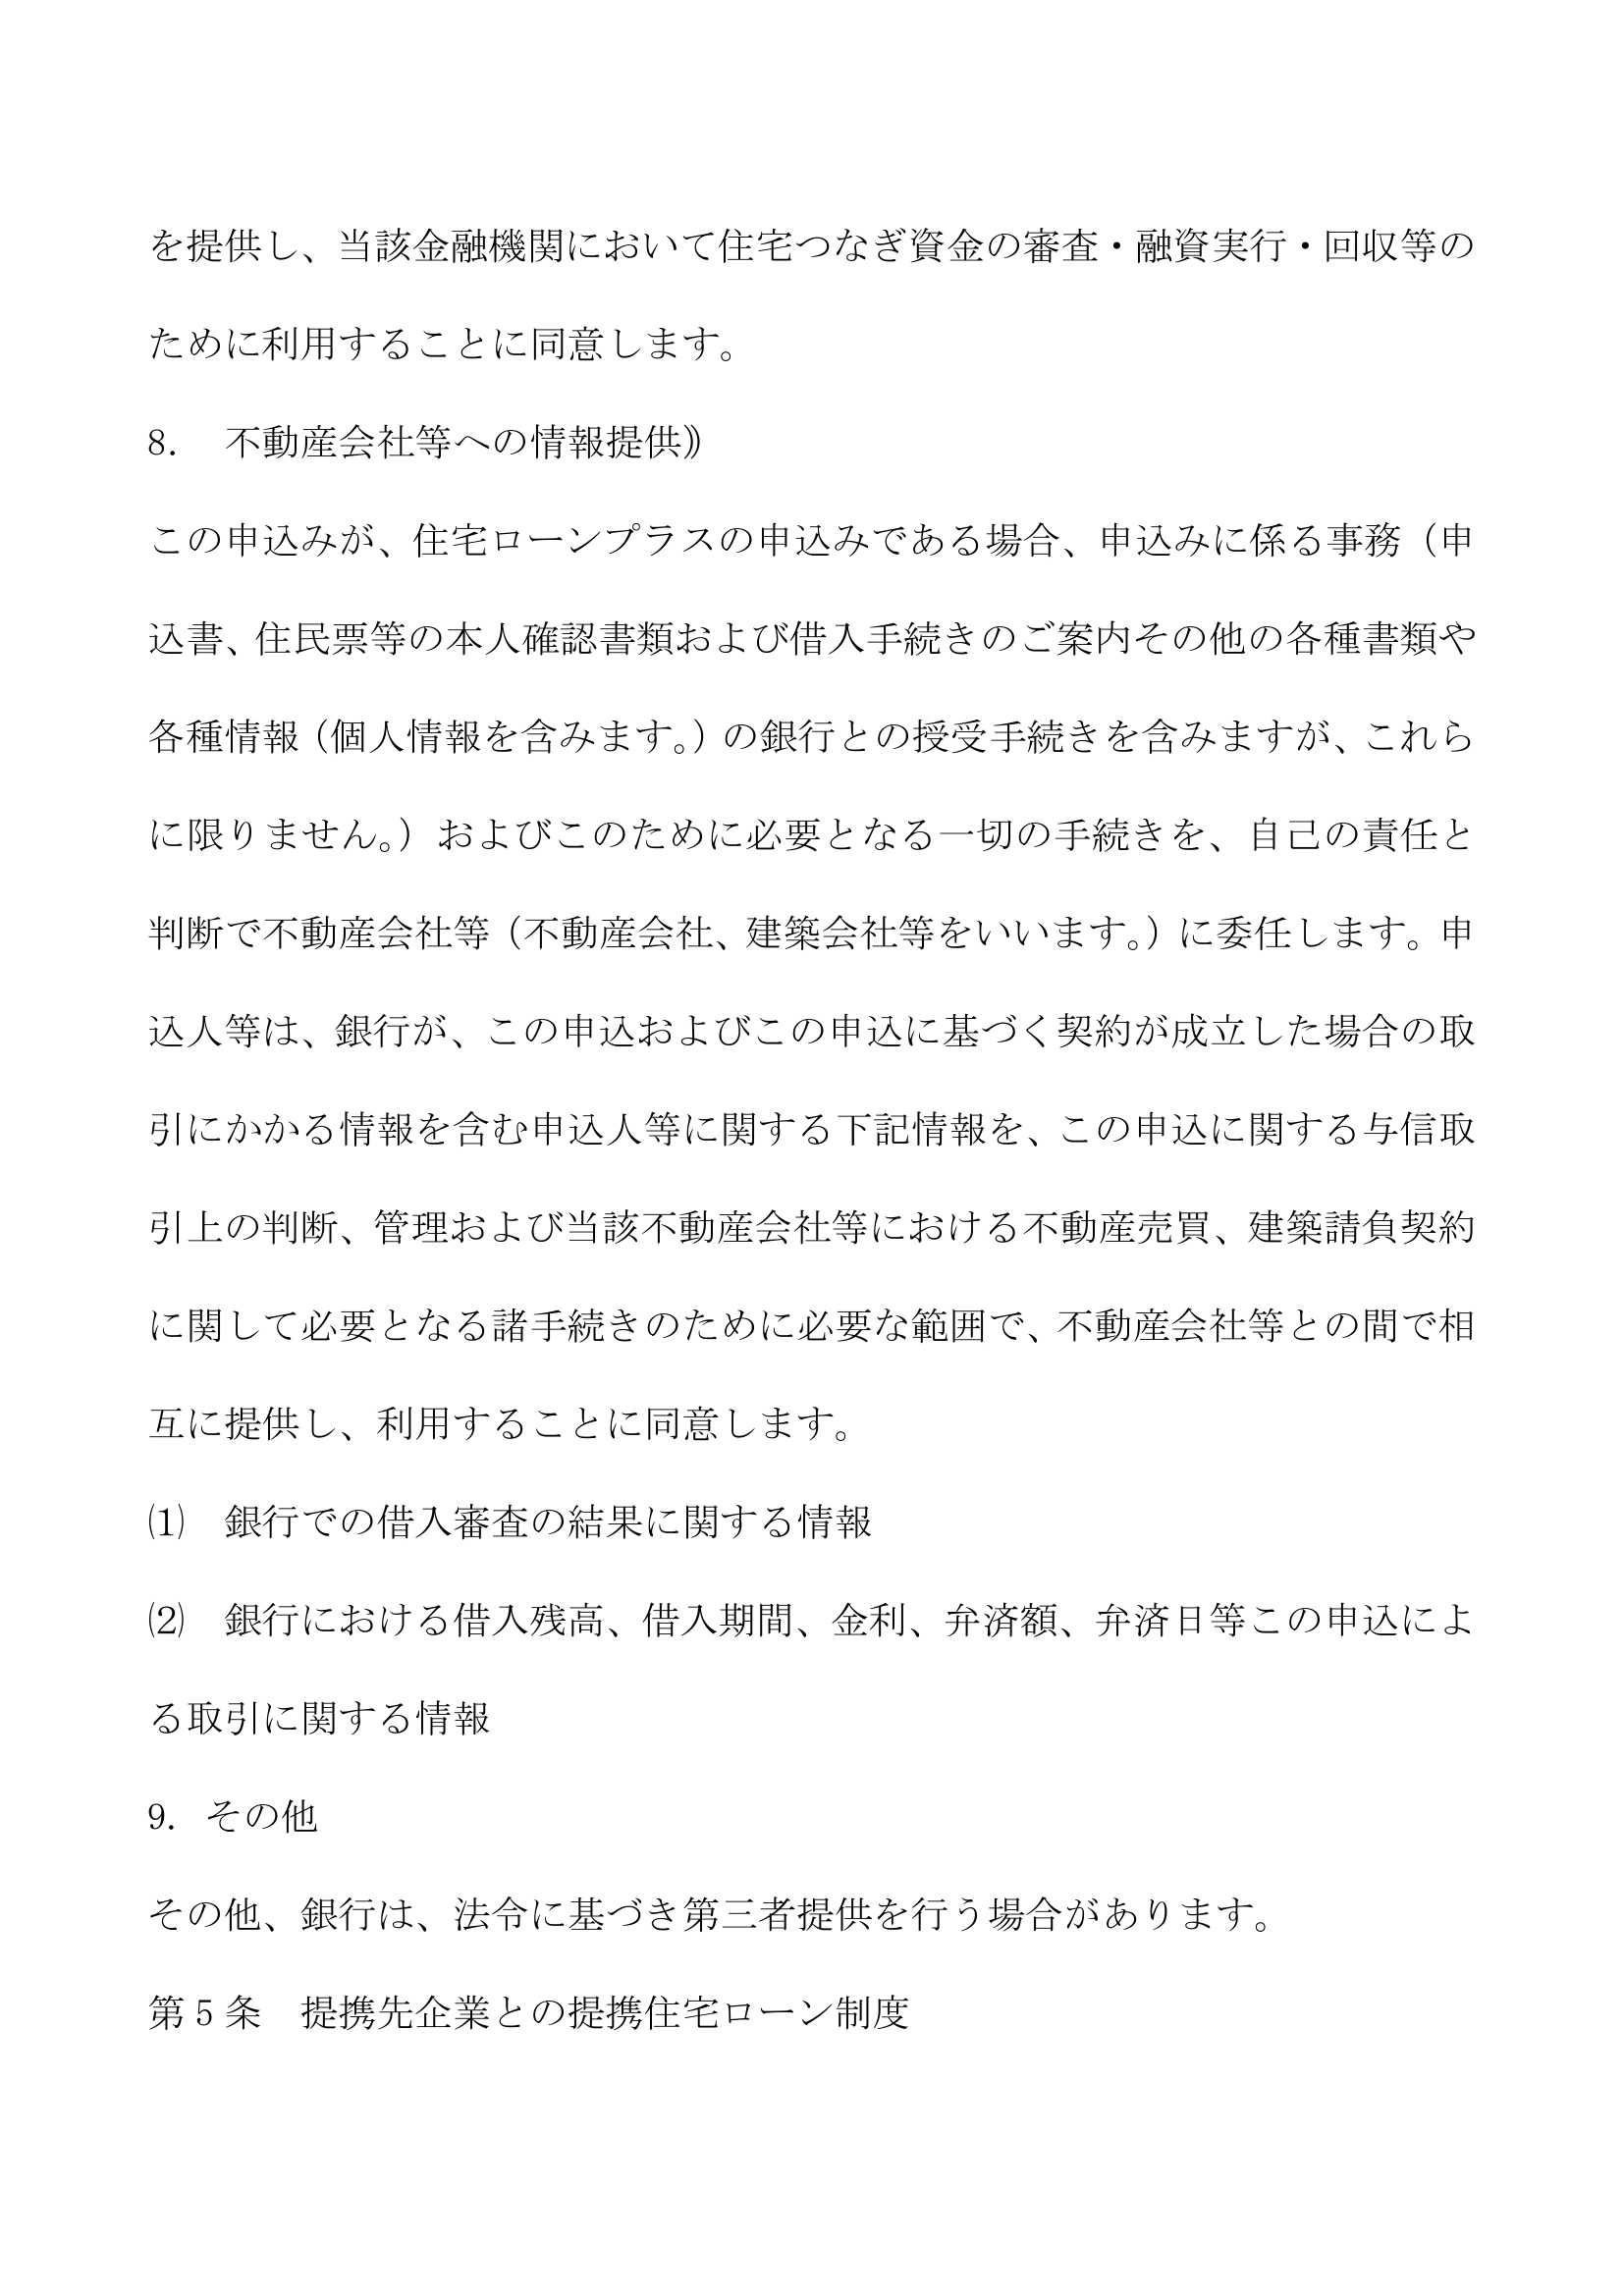 を提供し、当該金融機関において住宅つなぎ資金の審査・融資実行・回収等の
ために利用することに同意します。
8.　不動産会社等への情報提供⦆
この申込みが、住宅ローンプラスの申込みである場合、申込みに係る事務（申
込書、住民票等の本人確認書類および借入手続きのご案内その他の各種書類や
各種情報（個人情報を含みます。）の銀行との授受手続きを含みますが、これら
に限りません。）およびこのために必要となる一切の手続きを、自己の責任と
判断で不動産会社等（不動産会社、建築会社等をいいます。）に委任します。申
込人等は、銀行が、この申込およびこの申込に基づく契約が成立した場合の取
引にかかる情報を含む申込人等に関する下記情報を、この申込に関する与信取
引上の判断、管理および当該不動産会社等における不動産売買、建築請負契約
に関して必要となる諸手続きのために必要な範囲で、不動産会社等との間で相
互に提供し、利用することに同意します。
⑴　銀行での借入審査の結果に関する情報
⑵　銀行における借入残高、借入期間、金利、弁済額、弁済日等この申込によ
る取引に関する情報
9. その他
その他、銀行は、法令に基づき第三者提供を行う場合があります。
第 5 条　提携先企業との提携住宅ローン制度